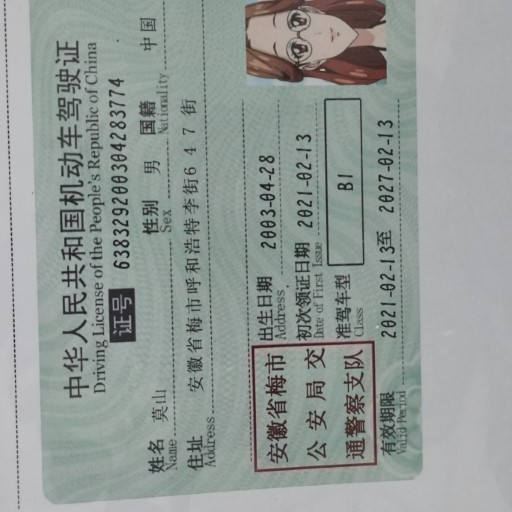 中华人民共和国机动车驾驶证
Driving License of the People's Republic of China
证号 638329200304283774
姓名 莫山 性别 男 国籍 中国
Name Sex Nationality
住址 安徽省梅市呼和浩特李街647街
Address
出生日期 2003-04-28
Address
初次领证日期 2021-02-13
Date of First Issue
准驾车型 B1
Class
安徽省梅市
公安局交
通警察支队
有效期限 2021-02-13至 2027-02-13
Valid Period